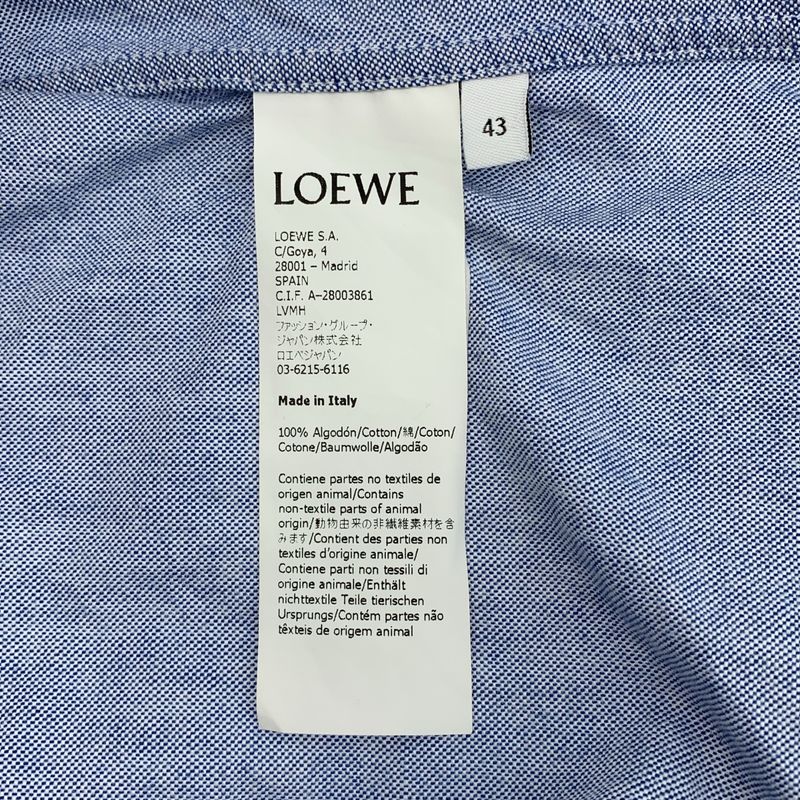 43
LOEWE
LOEWE S.A.
C/Goya, 4
28001 – Madrid
SPAIN
C.I.F. A–28003861
LVMH
ファッション・グループ・
ジャパン株式会社
ロエベジャパン
03-6215-6116
Made in Italy
100% Algodón/Cotton/綿/Coton/
Cotone/Baumwolle/Algodão
Contiene partes no textiles de
origen animal/Contains
non-textile parts of animal
origin/動物由来の非繊維素材を含
みます/Contient des parties non
textiles d'origine animale/
Contiene parti non tessili di
origine animale/Enthält
nichttextile Teile tierischen
Ursprungs/Contém partes não
têxteis de origem animal